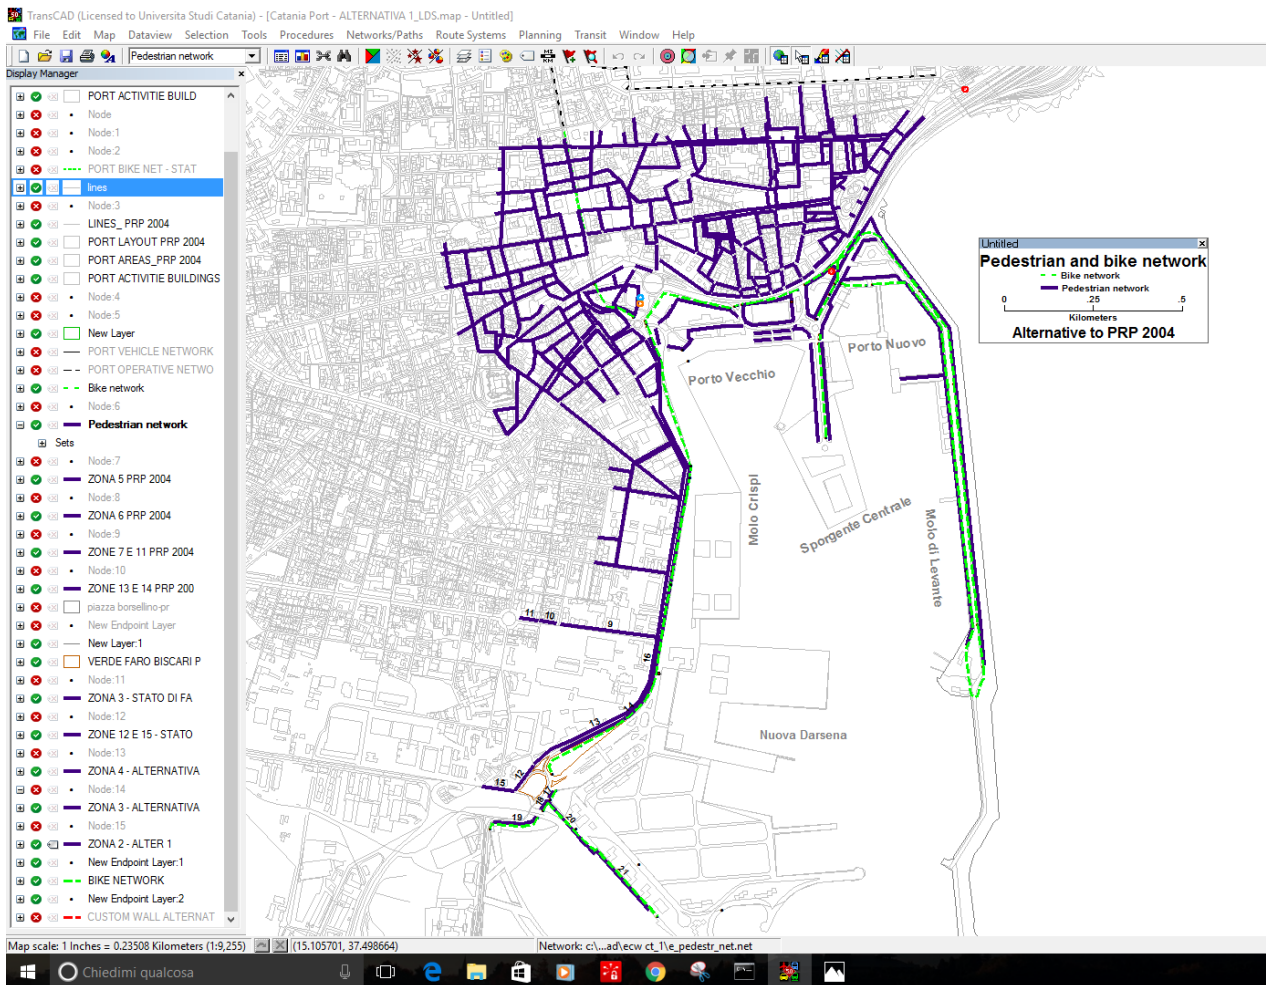 TransCAD (Licensed to Universita Studi Catania) - [Catania Port - ALTERNATIVA 1_LDS.map - Untitled]
File Edit Map Dataview Selection Tools Procedures Networks/Paths Route Systems Planning Transit Window Help
Pedestrian network
Display Manager
PORT ACTIVITIE BUILD
Node
Node:1
Node:2
PORT BIKE NET - STAT
lines
Node:3
LINES_ PRP 2004
PORT LAYOUT PRP 2004
PORT AREAS_PRP 2004
PORT ACTIVITIE BUILDINGS
Node:4
Node:5
New Layer
PORT VEHICLE NETWORK
PORT OPERATIVE NETWO
Bike network
Node:6
Pedestrian network
Sets
Node:7
ZONA 5 PRP 2004
Node:8
ZONA 6 PRP 2004
Node:9
ZONE 7 E 11 PRP 2004
Node:10
ZONE 13 E 14 PRP 200
Node:11
piazza borsellino-pr
New Endpoint Layer
New Layer:1
VERDE FARO BISCARI P
Node:11
ZONA 3 - STATO DI FA
Node:12
ZONE 12 E 15 - STATO
Node:13
ZONA 4 - ALTERNATIVA
Node:14
ZONA 3 - ALTERNATIVA
Node:15
ZONA 2 - ALTER 1
New Endpoint Layer:1
BIKE NETWORK
New Endpoint Layer:2
CUSTOM WALL ALTERNAT
Untitled
Pedestrian and bike network
Bike network
Pedestrian network
0 .25 .5
Kilometers
Alternative to PRP 2004
Porto Nuovo
Porto Vecchio
Molo Crispi
Sporgente Centrale
Molo di Levante
Nuova Darsena
11 10 9
16
14
13
12
15
17
18
19
20
21
Map scale: 1 Inches = 0.23508 Kilometers (1:9,255)
(15.105701, 37.498664)
Network: c:\...ad\ecw ct_1\e_pedestr_net.net
Chiedimi qualcosa